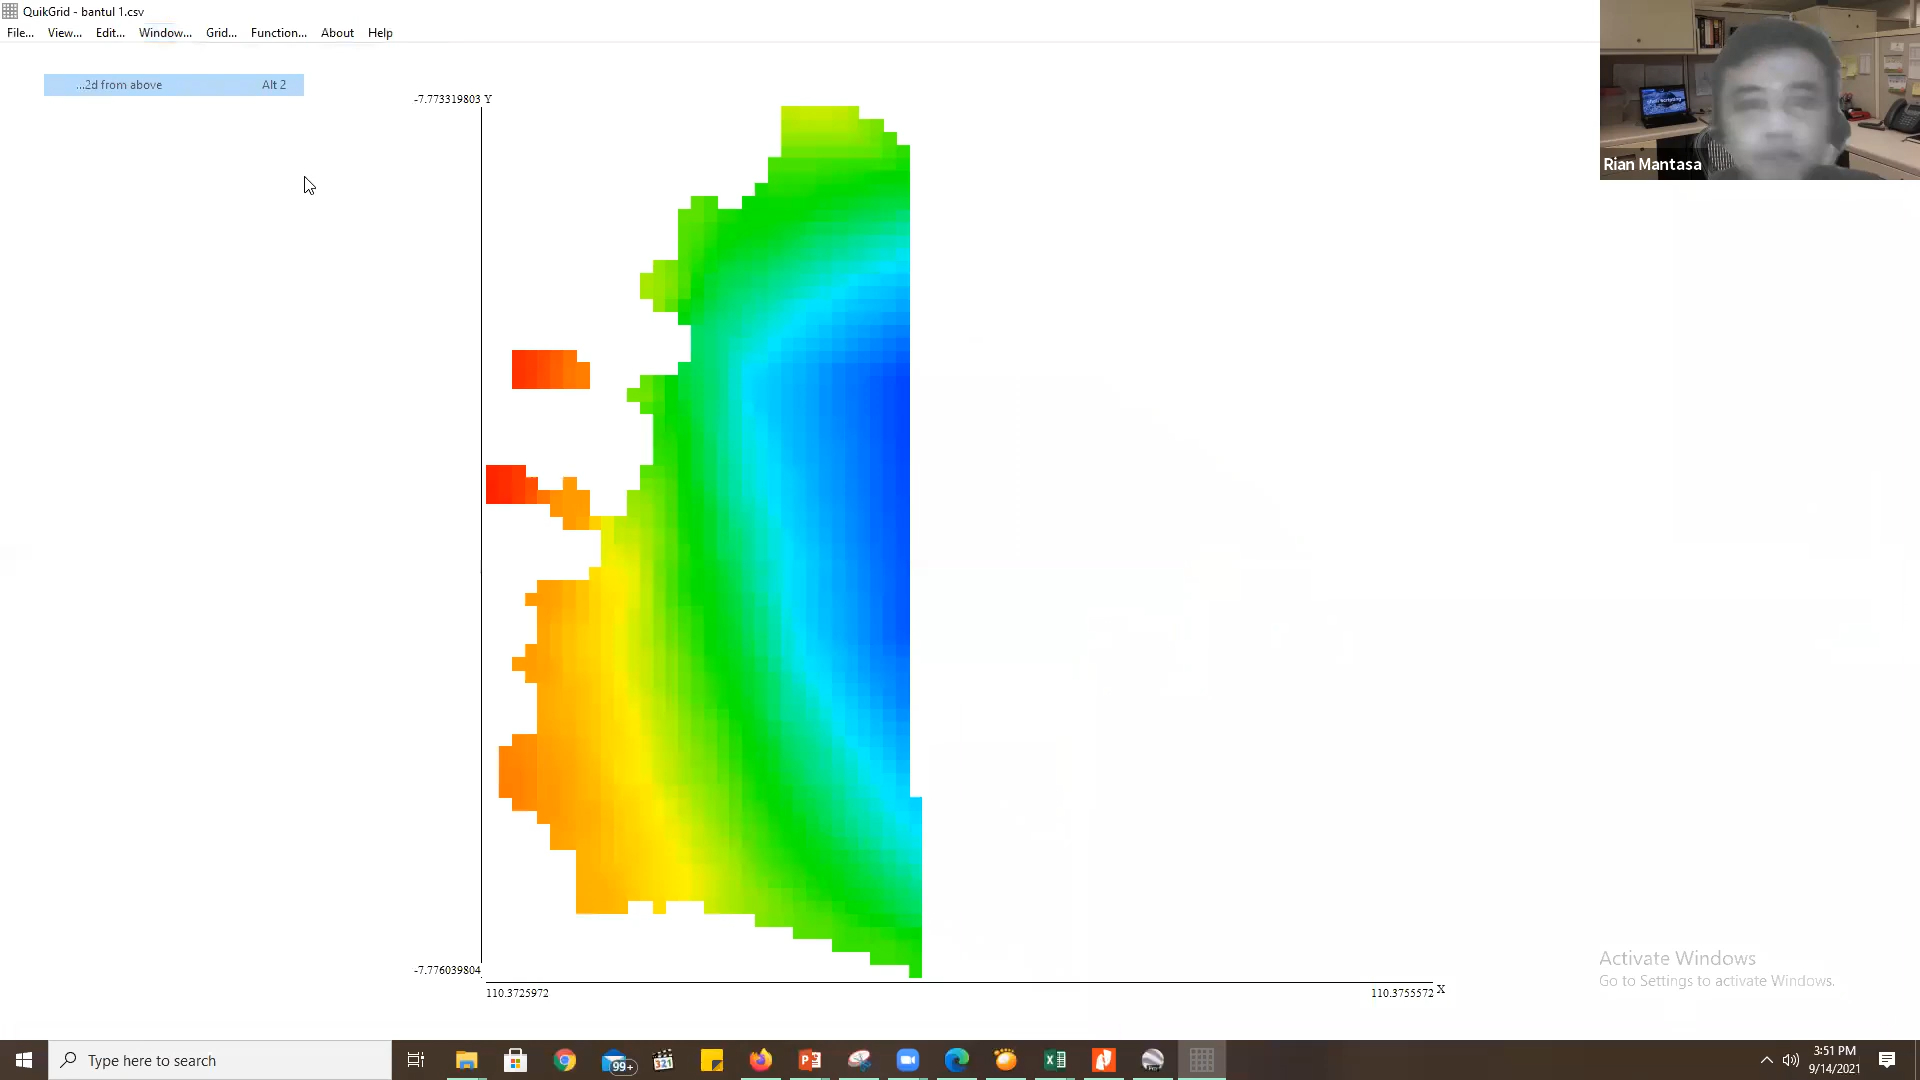 QuikGrid - bantul 1.csv
File... View... Edit... Window... Grid... Function... About Help
...2d from above Alt 2
-7.773319803 Y
-7.776039804
110.3725972
110.3755572 X
Rian Mantasa
Activate Windows
Go to Settings to activate Windows.
Type here to search
99+
321
3:51 PM
9/14/2021